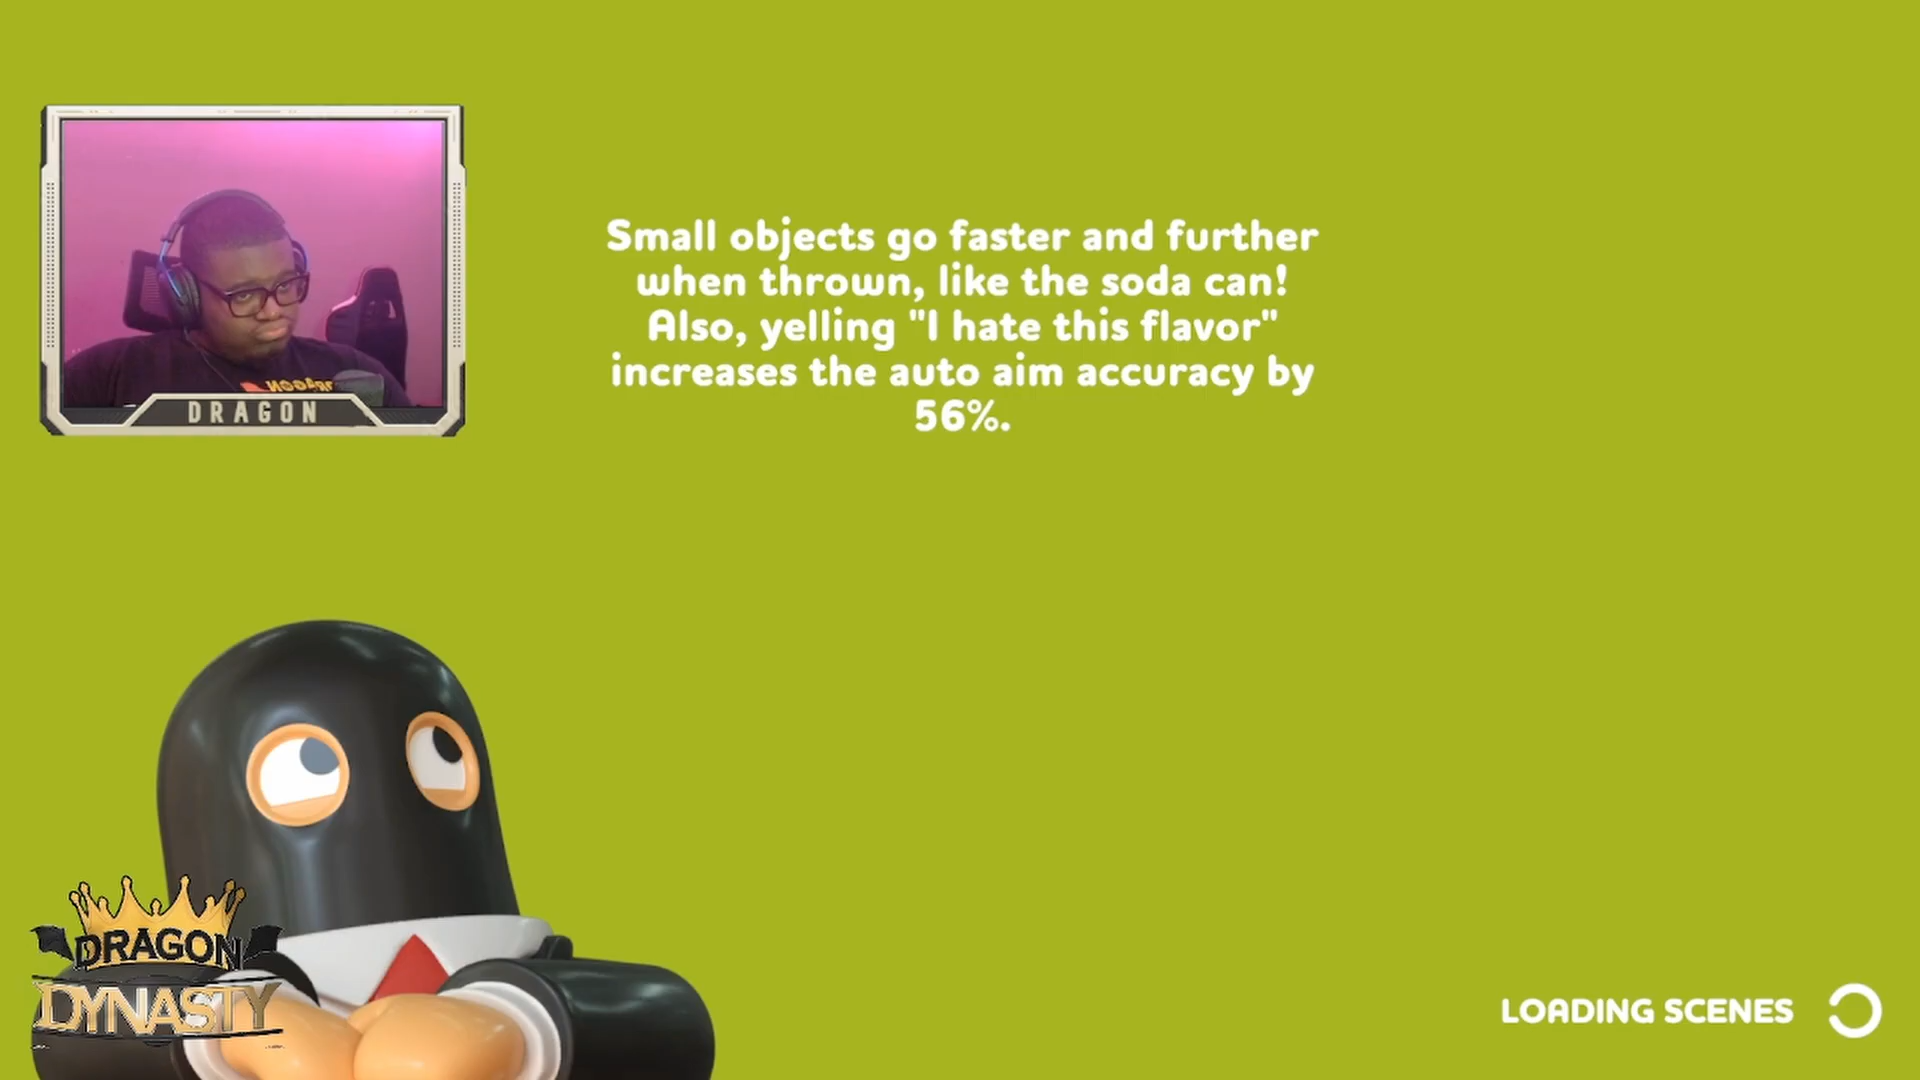 Small objects go faster and further
when thrown, like the soda can!
Also, yelling "I hate this flavor"
increases the auto aim accuracy by
56%.
DRAGON
DRAGON
DYNASTY
LOADING SCENES